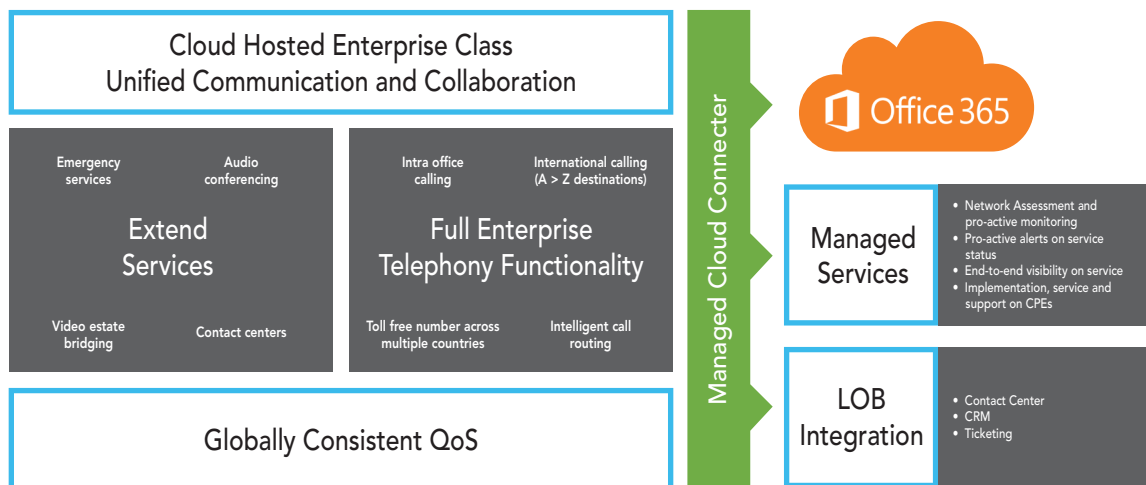 Cloud Hosted Enterprise Class
Unified Communication and Collaboration
Emergency
services
Audio
conferencing
Extend
Services
Video estate
bridging
Contact centers
Intra office
calling
International calling
(A > Z destinations)
Full Enterprise
Telephony Functionality
Toll free number across
multiple countries
Intelligent call
routing
Globally Consistent QoS
Managed Cloud Connecter
Office 365
Managed
Services
• Network Assessment and
pro-active monitoring
• Pro-active alerts on service
status
• End-to-end visibility on service
• Implementation, service and
support on CPEs
LOB
Integration
• Contact Center
• CRM
• Ticketing